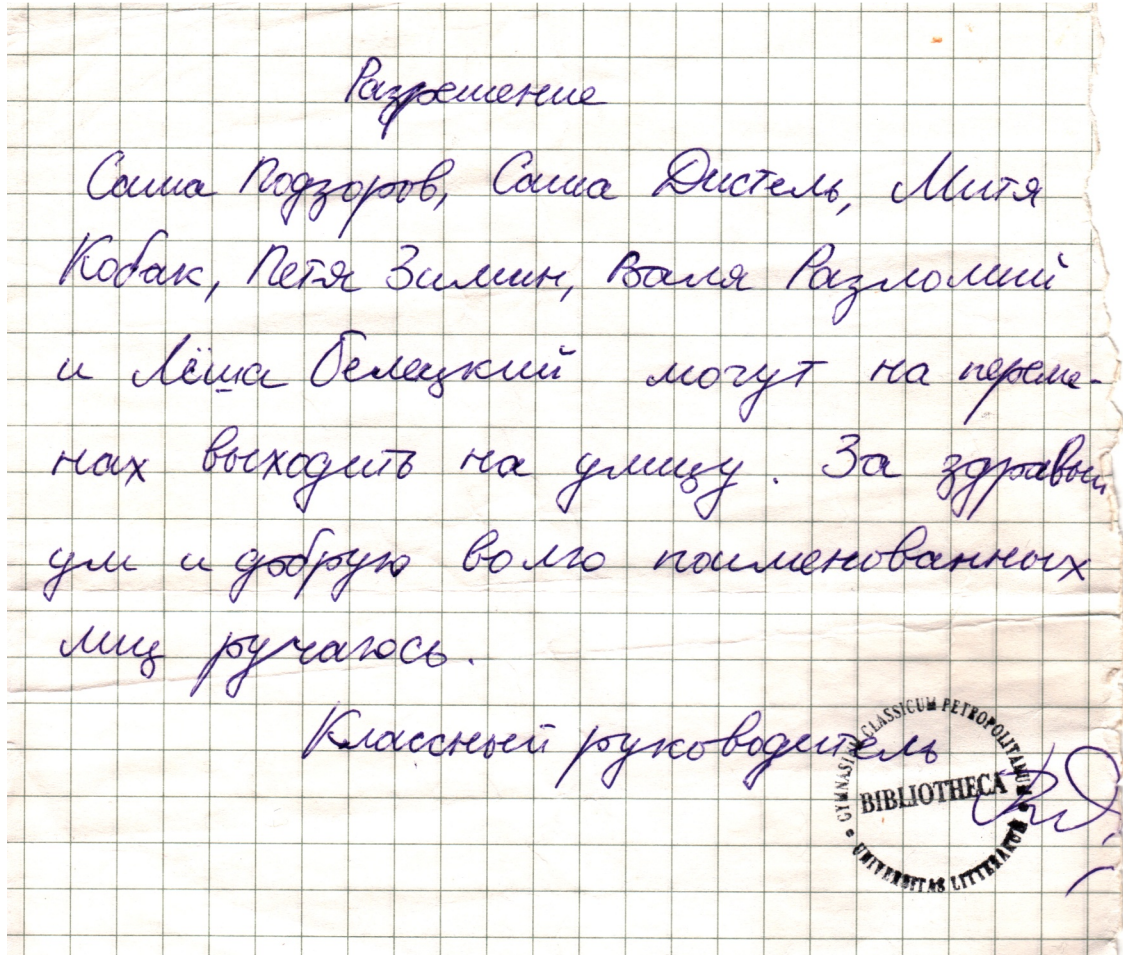 Разрешение
Саша Подзоров, Саша Дистель, Митя
Кобак, Петя Зимин, Валя Разломий
и Лёша Белецкий могут на переме-
нах выходить на улицу. За здравый
ум и добрую волю поименованных
лиц ручаюсь.
Классный руководитель
GYMNASIUM CLASSICUM PETROPOLITANUM
BIBLIOTHECA
UNIVERSITAS LITTERARUM